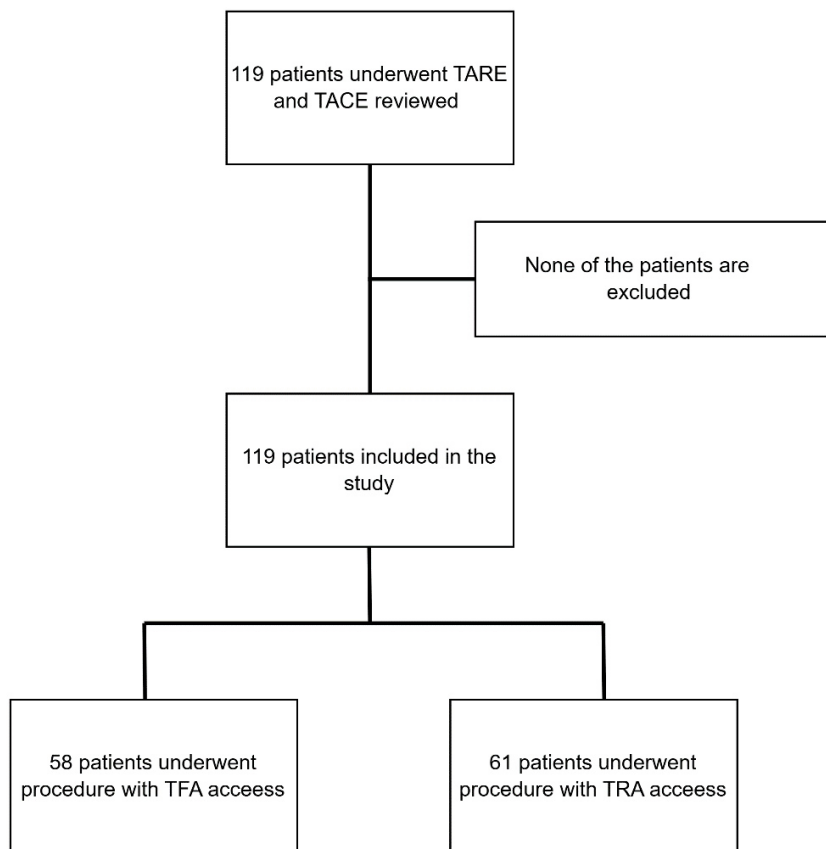 119 patients underwent TARE
and TACE reviewed
None of the patients are
excluded
119 patients included in the
study
58 patients underwent
procedure with TFA acceess
61 patients underwent
procedure with TRA acceess